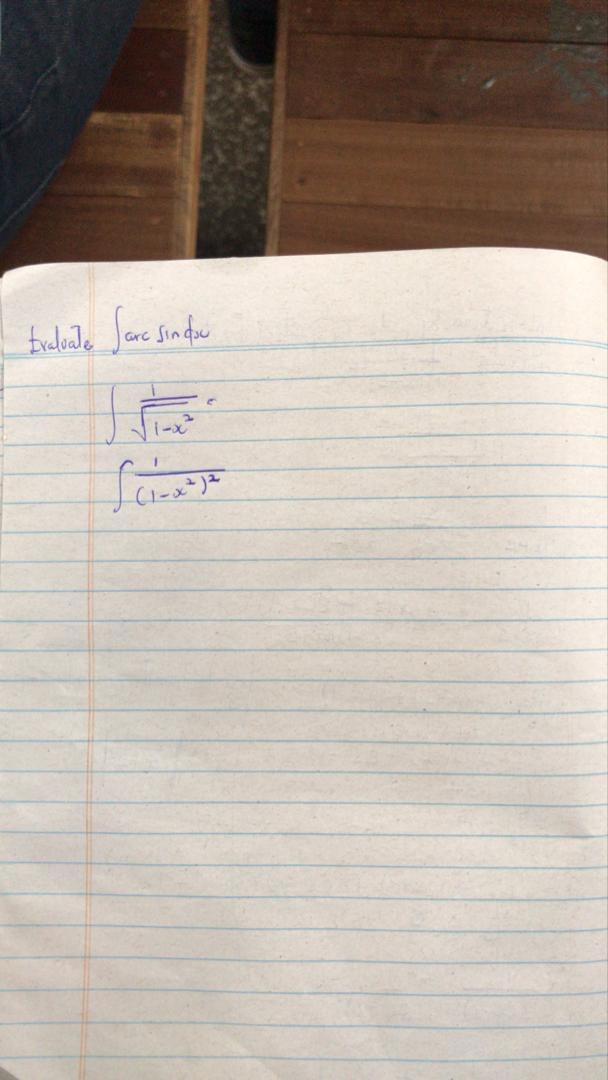 Evaluate ∫ arc sin dx
∫ 1/√(1-x²) =
∫ 1/(1-x²)²